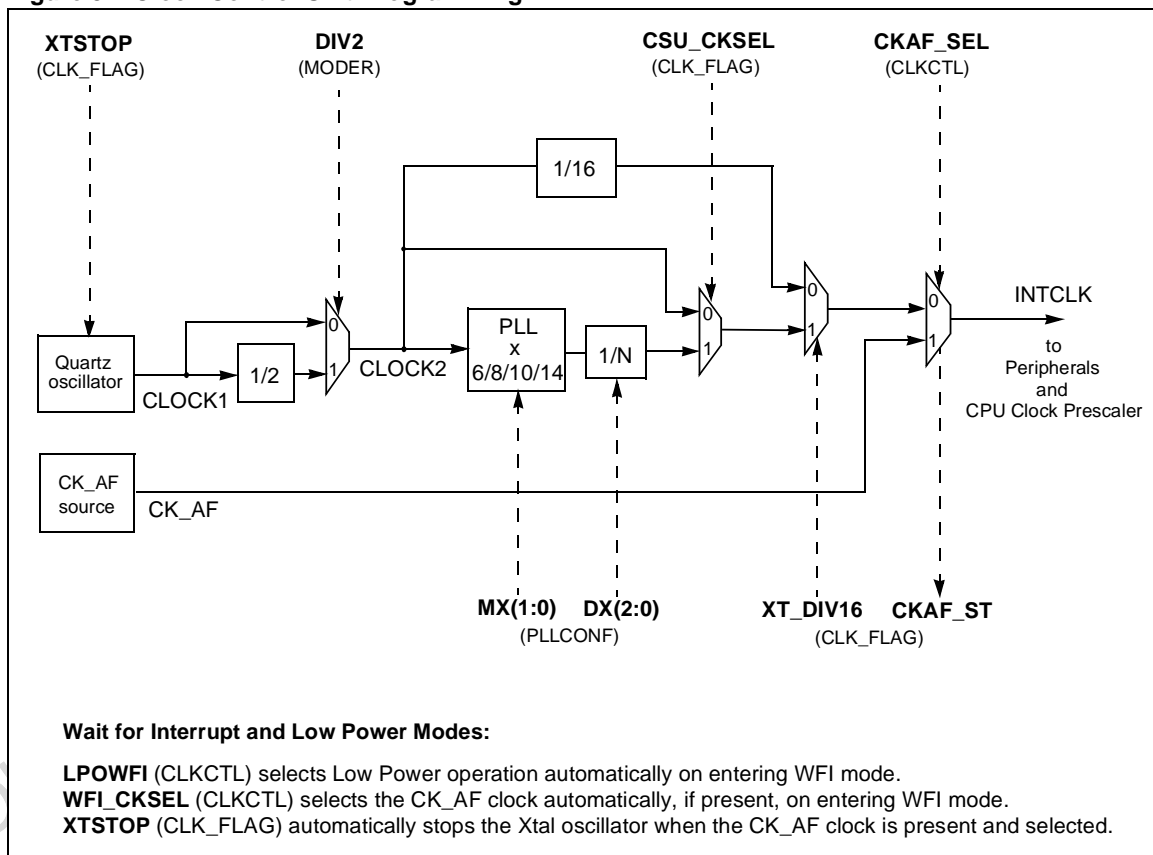 XTSTOP
(CLK_FLAG)
DIV2
(MODER)
CSU_CKSEL
(CLK_FLAG)
CKAF_SEL
(CLKCTL)
1/16
Quartz
oscillator
CLOCK1
1/2
0
1
CLOCK2
PLL
x
6/8/10/14
1/N
0
1
0
1
0
1
INTCLK
to
Peripherals
and
CPU Clock Prescaler
CK_AF
source
CK_AF
MX(1:0)
DX(2:0)
(PLLCONF)
XT_DIV16
CKAF_ST
(CLK_FLAG)
Wait for Interrupt and Low Power Modes:
LPOWFI (CLKCTL) selects Low Power operation automatically on entering WFI mode.
WFI_CKSEL (CLKCTL) selects the CK_AF clock automatically, if present, on entering WFI mode.
XTSTOP (CLK_FLAG) automatically stops the Xtal oscillator when the CK_AF clock is present and selected.